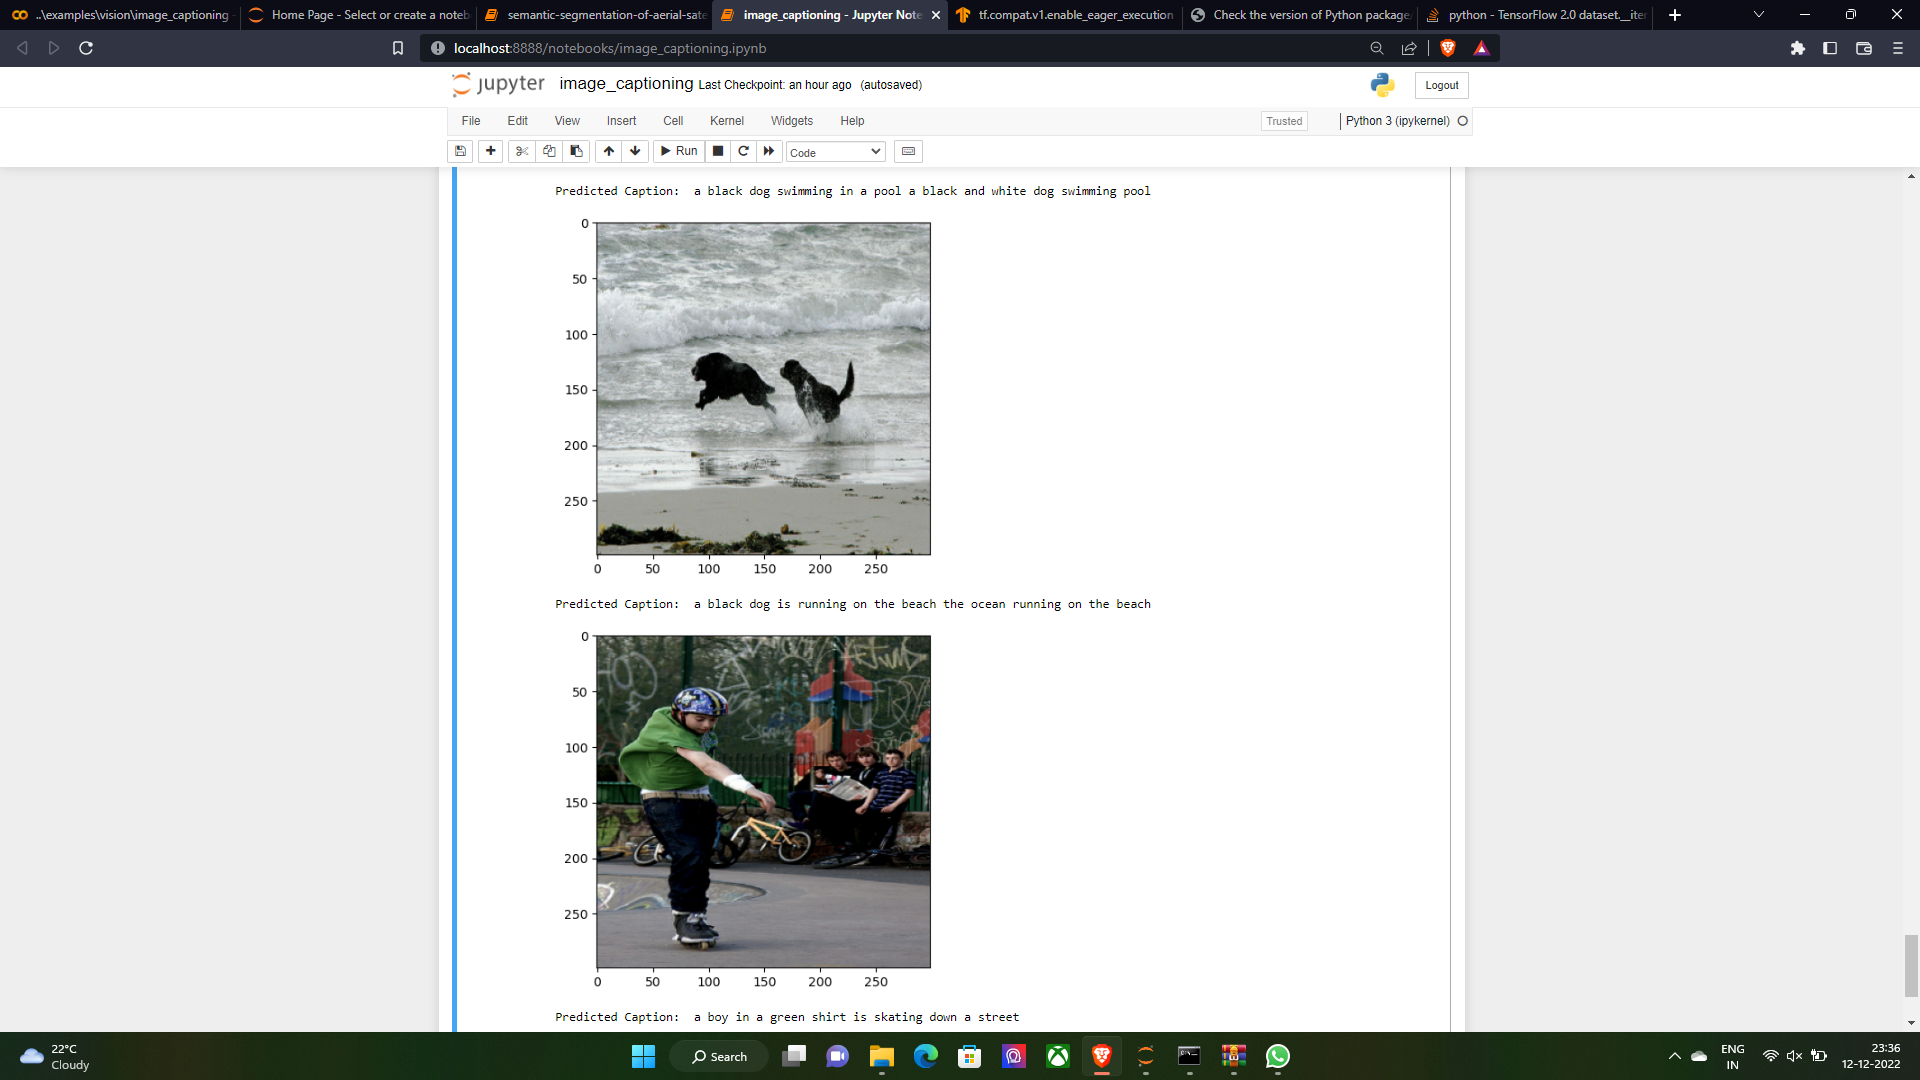 ..\examples\vision\image_captioning
Home Page - Select or create a noteb
semantic-segmentation-of-aerial-sate
image_captioning - Jupyter Note
tf.compat.v1.enable_eager_execution
Check the version of Python package/
python - TensorFlow 2.0 dataset.__iter
localhost:8888/notebooks/image_captioning.ipynb
jupyter image_captioning Last Checkpoint: an hour ago (autosaved)
Logout
File Edit View Insert Cell Kernel Widgets Help
Trusted
Python 3 (ipykernel)
Run
Code
Predicted Caption: a black dog swimming in a pool a black and white dog swimming pool
0
50
100
150
200
250
0 50 100 150 200 250
Predicted Caption: a black dog is running on the beach the ocean running on the beach
0
50
100
150
200
250
0 50 100 150 200 250
Predicted Caption: a boy in a green shirt is skating down a street
22°C
Cloudy
Search
ENG
IN
23:36
12-12-2022